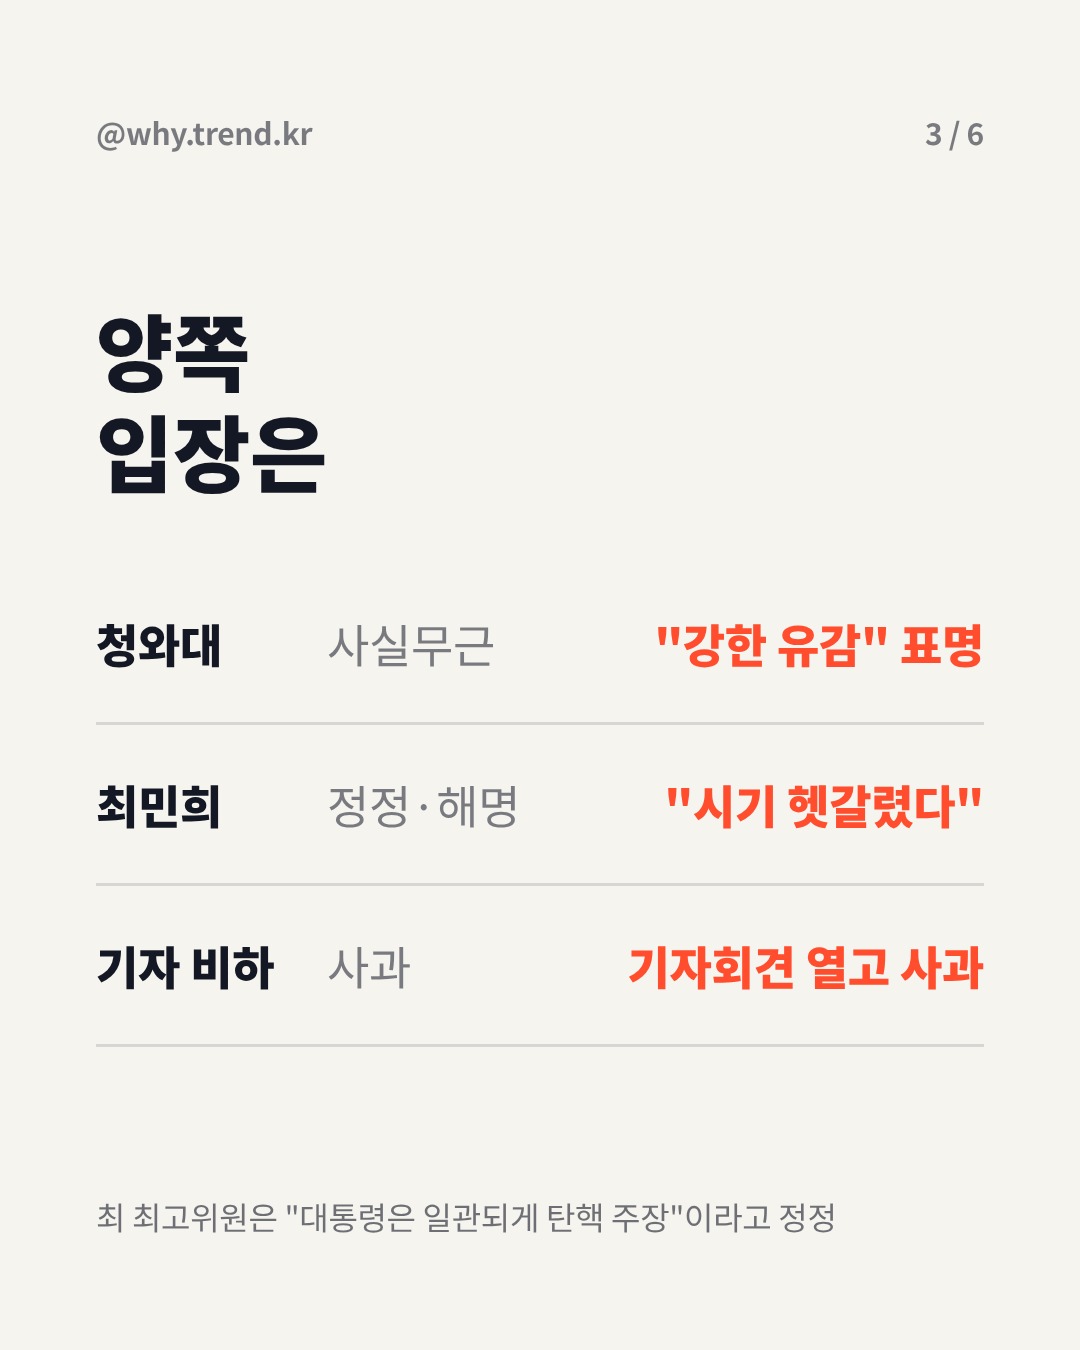 @why.trend.kr
3 / 6
양쪽
입장은
청와대 사실무근 "강한 유감" 표명
최민희 정정·해명 "시기 헷갈렸다"
기자 비하 사과 기자회견 열고 사과
최 최고위원은 "대통령은 일관되게 탄핵 주장"이라고 정정